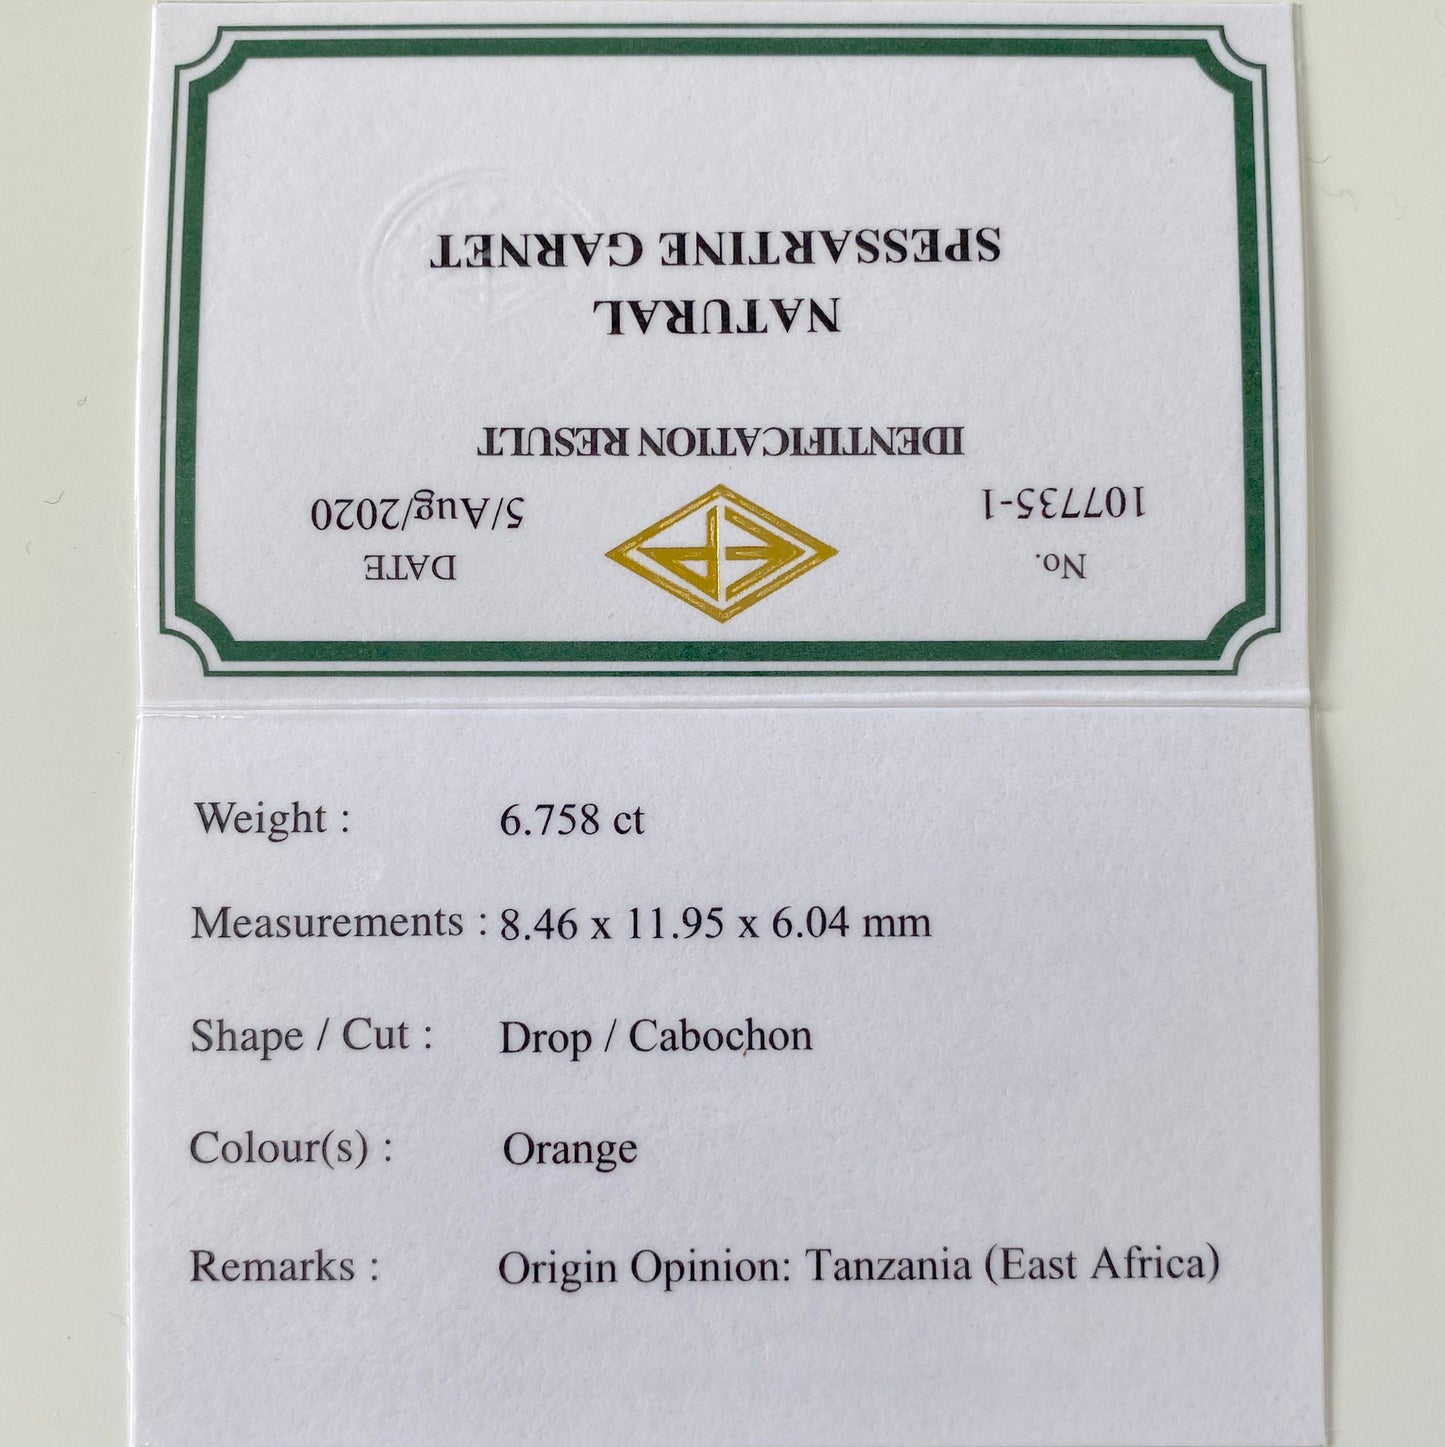 No.
DATE
107735-1
5/Aug/2020
IDENTIFICATION RESULT
NATURAL
SPESSARTINE GARNET
Weight : 6.758 ct
Measurements : 8.46 x 11.95 x 6.04 mm
Shape / Cut : Drop / Cabochon
Colour(s) : Orange
Remarks : Origin Opinion: Tanzania (East Africa)